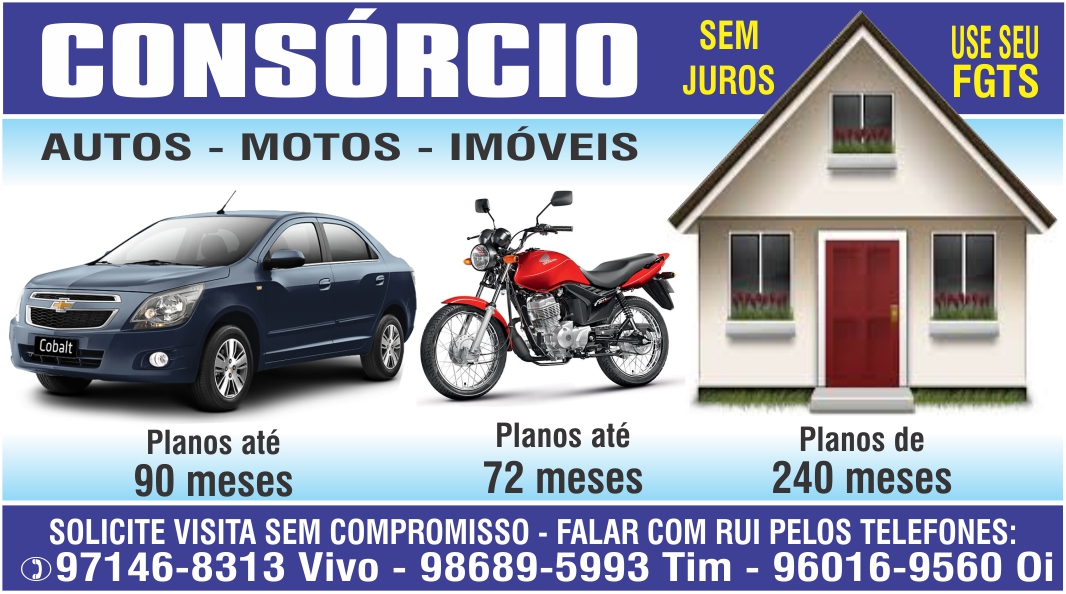 CONSÓRCIO
SEM
JUROS
USE SEU
FGTS
AUTOS - MOTOS - IMÓVEIS
Cobalt
Planos até
90 meses
Planos até
72 meses
Planos de
240 meses
SOLICITE VISITA SEM COMPROMISSO - FALAR COM RUI PELOS TELEFONES:
97146-8313 Vivo - 98689-5993 Tim - 96016-9560 Oi